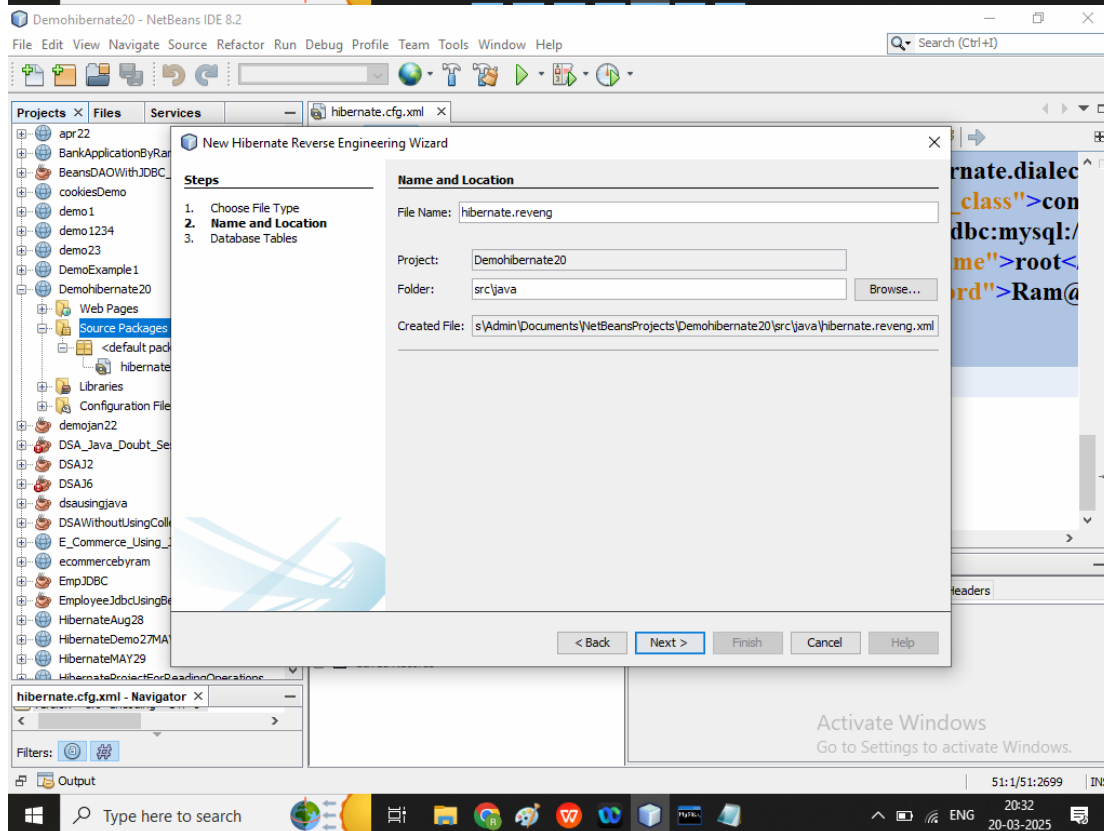 Demohibernate20 - NetBeans IDE 8.2
File Edit View Navigate Source Refactor Run Debug Profile Team Tools Window Help
Search (Ctrl+I)
Projects Files Services
hibernate.cfg.xml
apr22
BankApplicationByRar
BeansDAOWithJDBC_
cookiesDemo
demo1
demo1234
demo23
DemoExample1
Demohibernate20
Web Pages
Source Packages
<default pack
hibernate
Libraries
Configuration File
demojan22
DSA_Java_Doubt_Se
DSAJ2
DSAJ6
dsausingjava
DSAWithoutUsingColle
E_Commerce_Using_J
ecommercebyram
EmpJDBC
EmployeeJdbcUsingBe
HibernateAug28
HibernateDemo27MAY
HibernateMAY29
HibernateProjectForReadingOperations
New Hibernate Reverse Engineering Wizard
Steps
1. Choose File Type
2. Name and Location
3. Database Tables
Name and Location
File Name: hibernate.reveng
Project: Demohibernate20
Folder: src\java
Browse...
Created File: s\Admin\Documents\NetBeansProjects\Demohibernate20\src\java\hibernate.reveng.xml
< Back Next > Finish Cancel Help
rnate.dialec
_class">con
dbc:mysql:/
me">root</
ord">Ram@
Headers
hibernate.cfg.xml - Navigator
Filters:
Output
Activate Windows
Go to Settings to activate Windows.
51:1/51:2699 INS
Type here to search
ENG
20:32
20-03-2025